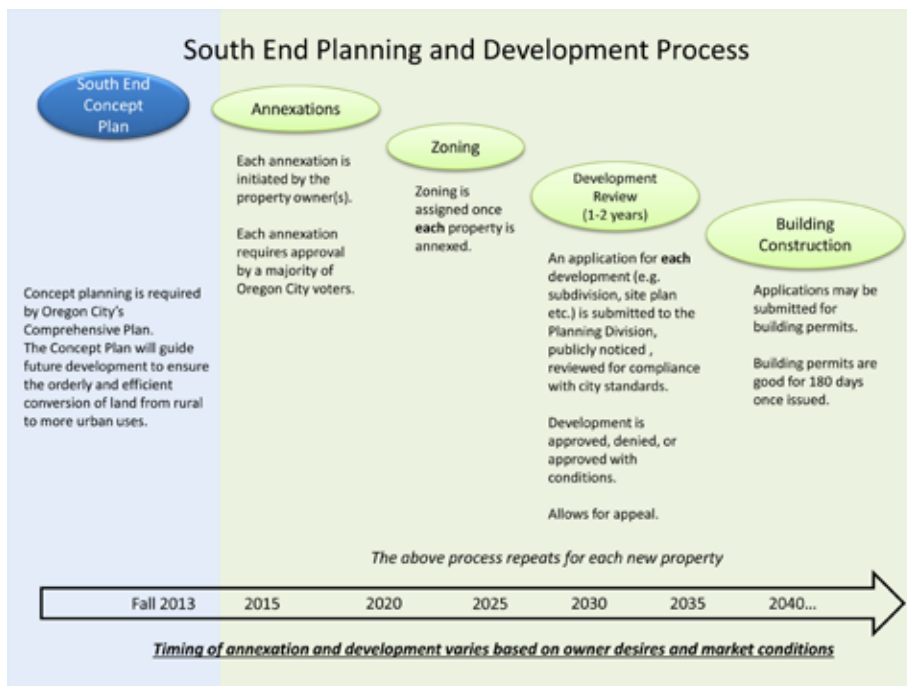 South End Planning and Development Process
South End
Concept
Plan
Concept planning is required
by Oregon City's
Comprehensive Plan.
The Concept Plan will guide
future development to ensure
the orderly and efficient
conversion of land from rural
to more urban uses.
Annexations
Each annexation is
initiated by the
property owner(s).
Each annexation
requires approval
by a majority of
Oregon City voters.
Zoning
Zoning is
assigned once
each property is
annexed.
Development
Review
(1-2 years)
An application for each
development (e.g.
subdivision, site plan
etc.) is submitted to the
Planning Division,
publicly noticed ,
reviewed for compliance
with city standards.
Development is
approved, denied, or
approved with
conditions.
Allows for appeal.
Building
Construction
Applications may be
submitted for
building permits.
Building permits are
good for 180 days
once issued.
The above process repeats for each new property
Fall 2013 2015 2020 2025 2030 2035 2040...
Timing of annexation and development varies based on owner desires and market conditions